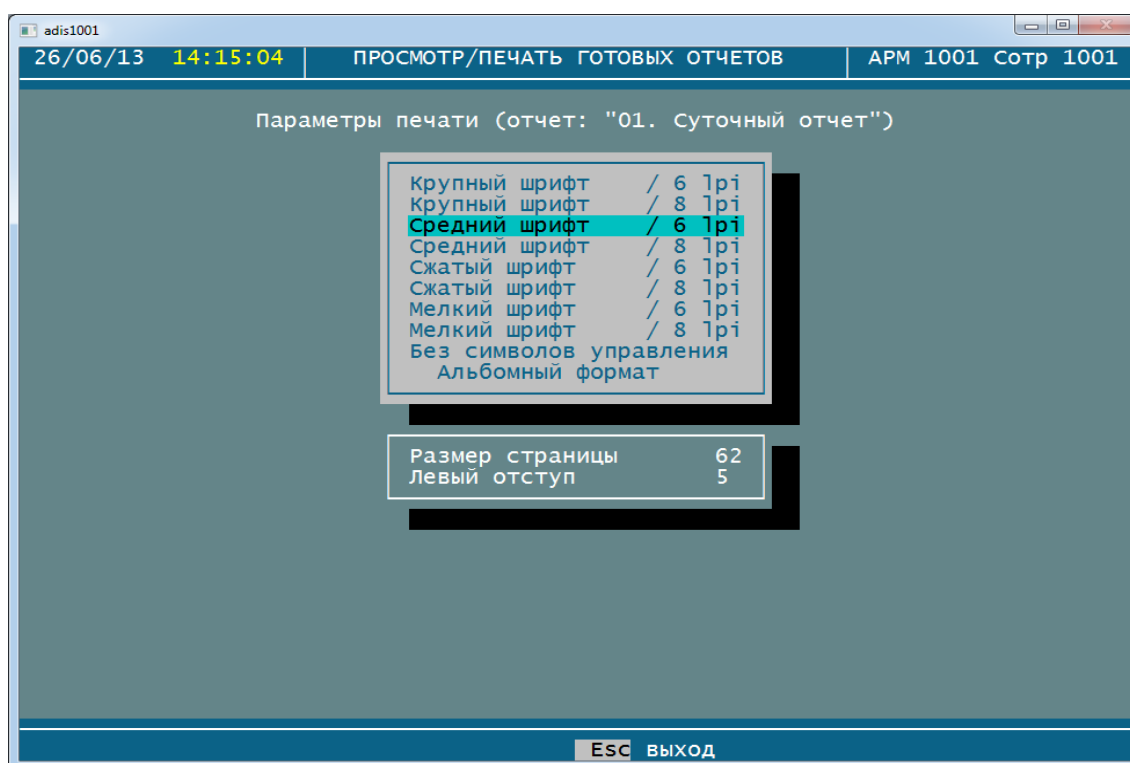 adis1001
26/06/13 14:15:04 ПРОСМОТР/ПЕЧАТЬ ГОТОВЫХ ОТЧЕТОВ АРМ 1001 Сотр 1001
Параметры печати (отчет: "01. Суточный отчет")
Крупный шрифт / 6 lpi
Крупный шрифт / 8 lpi
Средний шрифт / 6 lpi
Средний шрифт / 8 lpi
Сжатый шрифт / 6 lpi
Сжатый шрифт / 8 lpi
Мелкий шрифт / 6 lpi
Мелкий шрифт / 8 lpi
Без символов управления
Альбомный формат
Размер страницы 62
Левый отступ 5
Esc выход